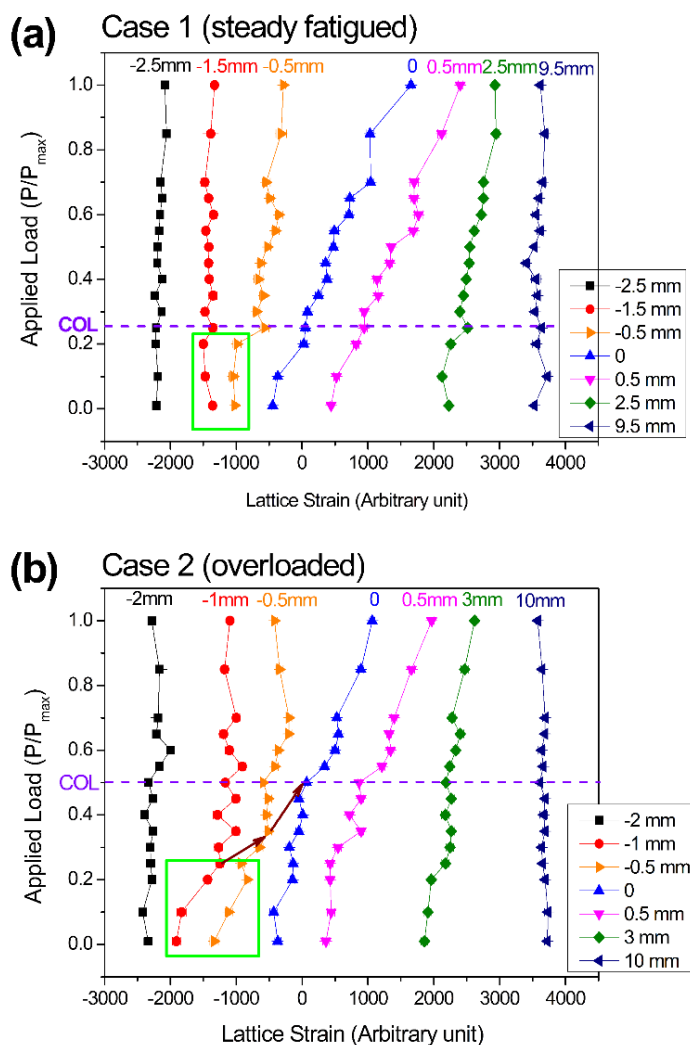 (a) Case 1 (steady fatigued)
-2.5mm -1.5mm -0.5mm 0 0.5mm 2.5mm 9.5mm
1.0
0.8
0.6
0.4
COL
0.2
0.0
Applied Load (P/Pmax)
-2.5 mm
-1.5 mm
-0.5 mm
0
0.5 mm
2.5 mm
9.5 mm
-3000 -2000 -1000 0 1000 2000 3000 4000
Lattice Strain (Arbitrary unit)
(b) Case 2 (overloaded)
-2mm -1mm -0.5mm 0 0.5mm 3mm 10mm
1.0
0.8
0.6
COL
0.4
0.2
0.0
Applied Load (P/Pmax)
-2 mm
-1 mm
-0.5 mm
0
0.5 mm
3 mm
10 mm
-3000 -2000 -1000 0 1000 2000 3000 4000
Lattice Strain (Arbitrary unit)